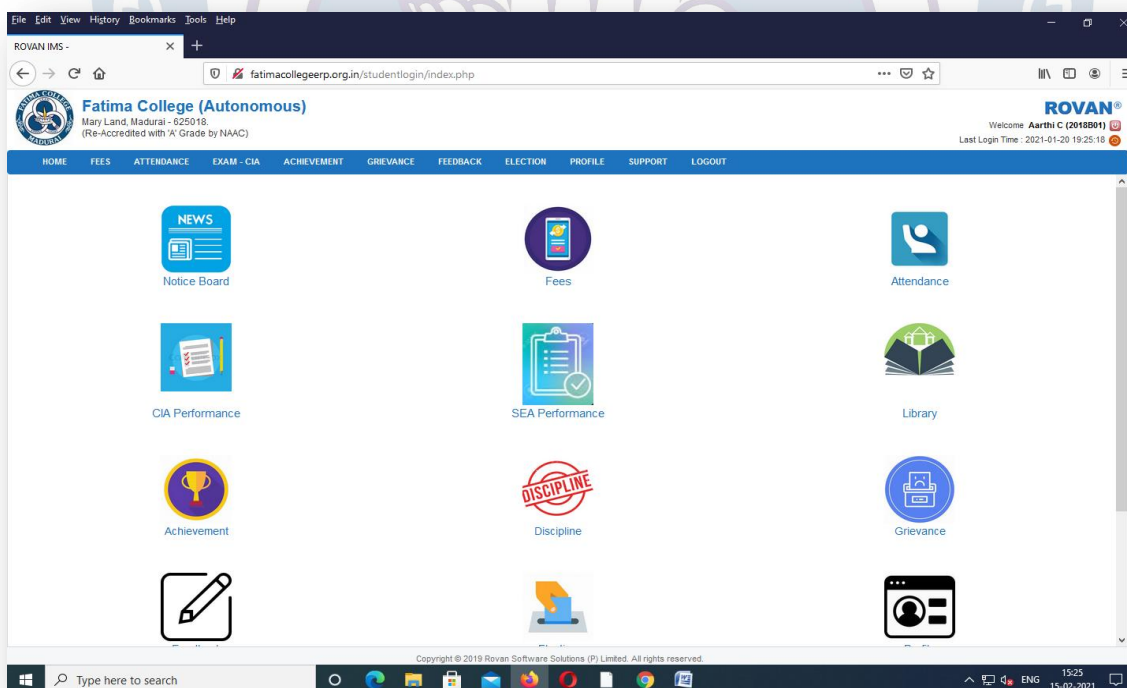 File Edit View History Bookmarks Tools Help
ROVAN IMS -
fatimacollegeerp.org.in/studentlogin/index.php
Fatima College (Autonomous)
Mary Land, Madurai - 625018.
(Re-Accredited with 'A' Grade by NAAC)
ROVAN®
Welcome Aarthi C (2018B01)
Last Login Time : 2021-01-20 19:25:18
HOME FEES ATTENDANCE EXAM - CIA ACHIEVEMENT GRIEVANCE FEEDBACK ELECTION PROFILE SUPPORT LOGOUT
NEWS
Notice Board Fees Attendance
CIA Performance SEA Performance Library
DISCIPLINE
Achievement Discipline Grievance
Copyright © 2019 Rovan Software Solutions (P) Limited. All rights reserved.
Type here to search
ENG
15:25
15-02-2021